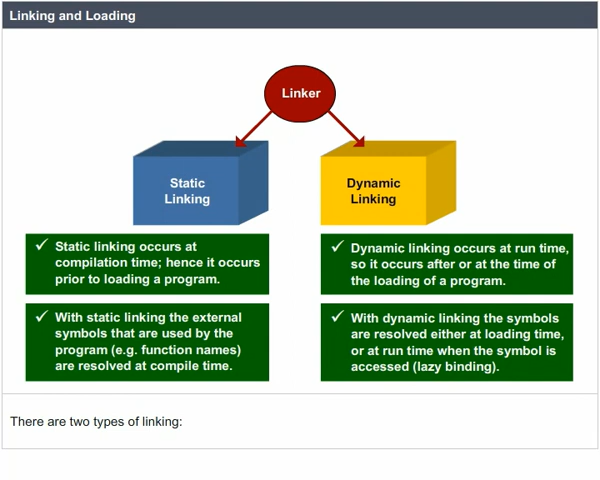 Linking and Loading
Linker
Static
Linking
Dynamic
Linking
✓ Static linking occurs at
compilation time; hence it occurs
prior to loading a program.
✓ Dynamic linking occurs at run time,
so it occurs after or at the time of
the loading of a program.
✓ With static linking the external
symbols that are used by the
program (e.g. function names)
are resolved at compile time.
✓ With dynamic linking the symbols
are resolved either at loading time,
or at run time when the symbol is
accessed (lazy binding).
There are two types of linking: